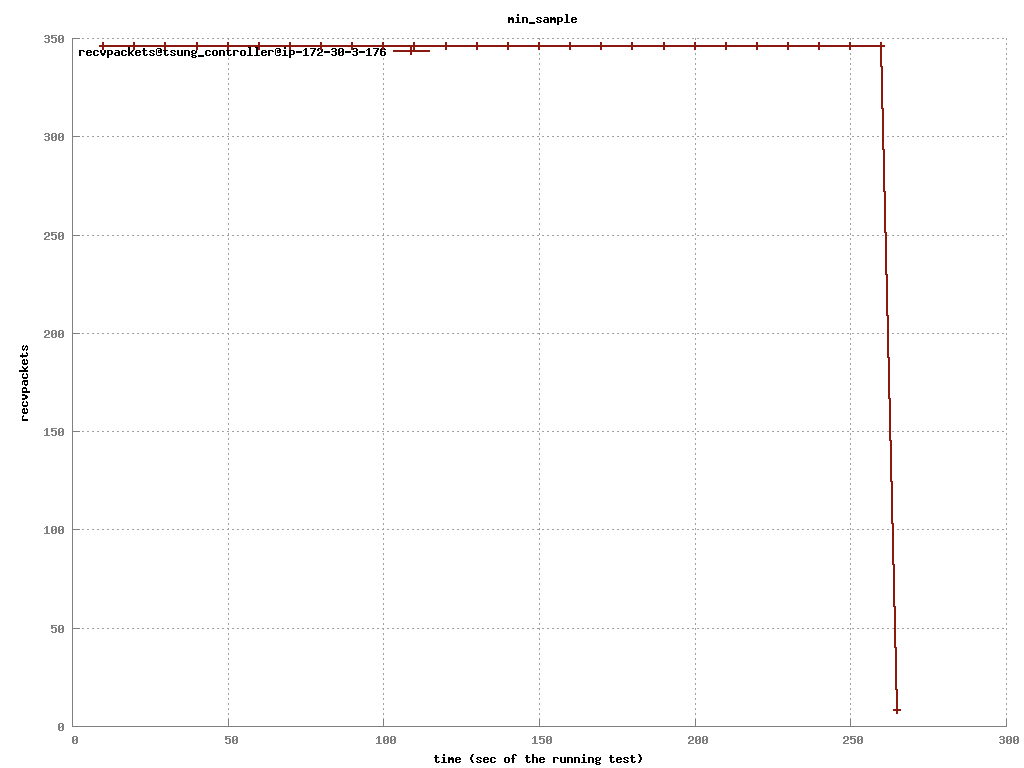 min_sample
350
recvpackets@tsung_controller@ip-172-30-3-176
300
250
200
recvpackets
150
100
50
0
0 50 100 150 200 250 300
time (sec of the running test)